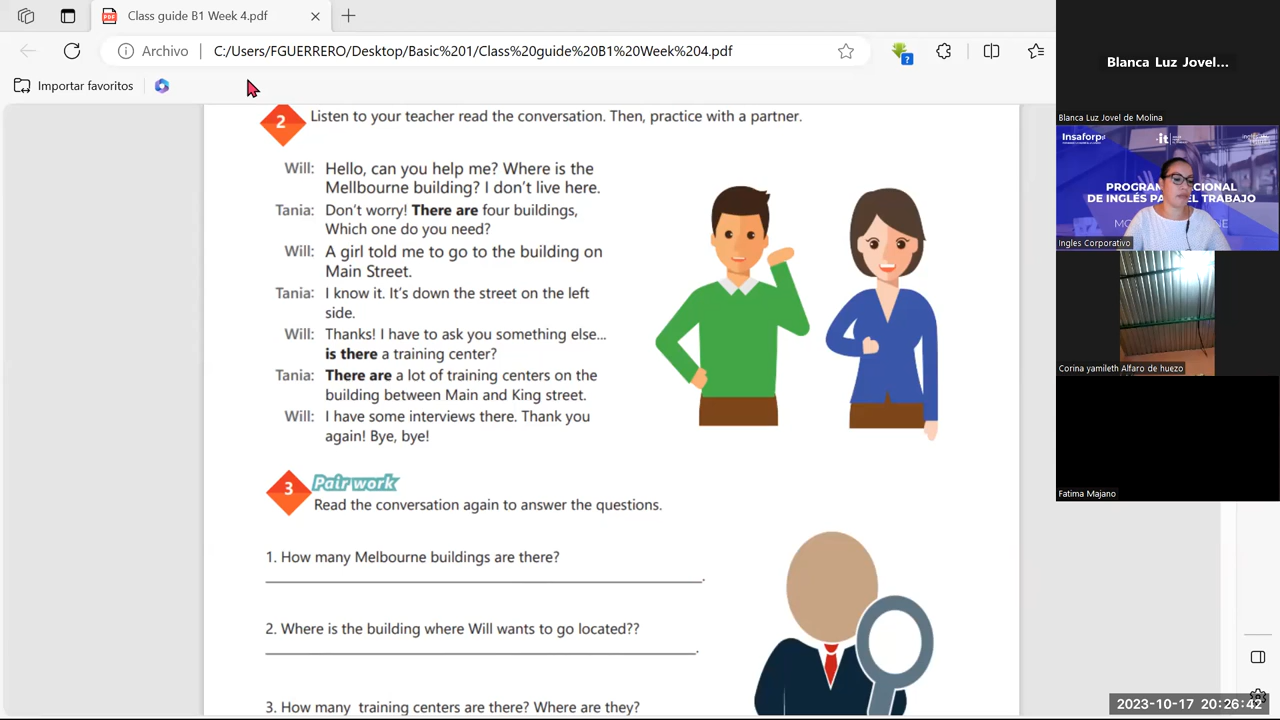 Class guide B1 Week 4.pdf
Archivo
C:/Users/FGUERRERO/Desktop/Basic%201/Class%20guide%20B1%20Week%204.pdf
Importar favoritos
2
Listen to your teacher read the conversation. Then, practice with a partner.
Will: Hello, can you help me? Where is the
Mellbourne building? I don't live here.
Tania: Don't worry! There are four buildings,
Which one do you need?
Will: A girl told me to go to the building on
Main Street.
Tania: I know it. It's down the street on the left
side.
Will: Thanks! I have to ask you something else...
is there a training center?
Tania: There are a lot of training centers on the
building between Main and King street.
Will: I have some interviews there. Thank you
again! Bye, bye!
3
Pair work
Read the conversation again to answer the questions.
1. How many Melbourne buildings are there?
2. Where is the building where Will wants to go located??
3. How many training centers are there? Where are they?
Blanca Luz Jovel...
Blanca Luz Jovel de Molina
Insaforp
it
Ingles Corporativo
Corina yamileth Alfaro de huezo
Fatima Majano
2023-10-17 20:26:42